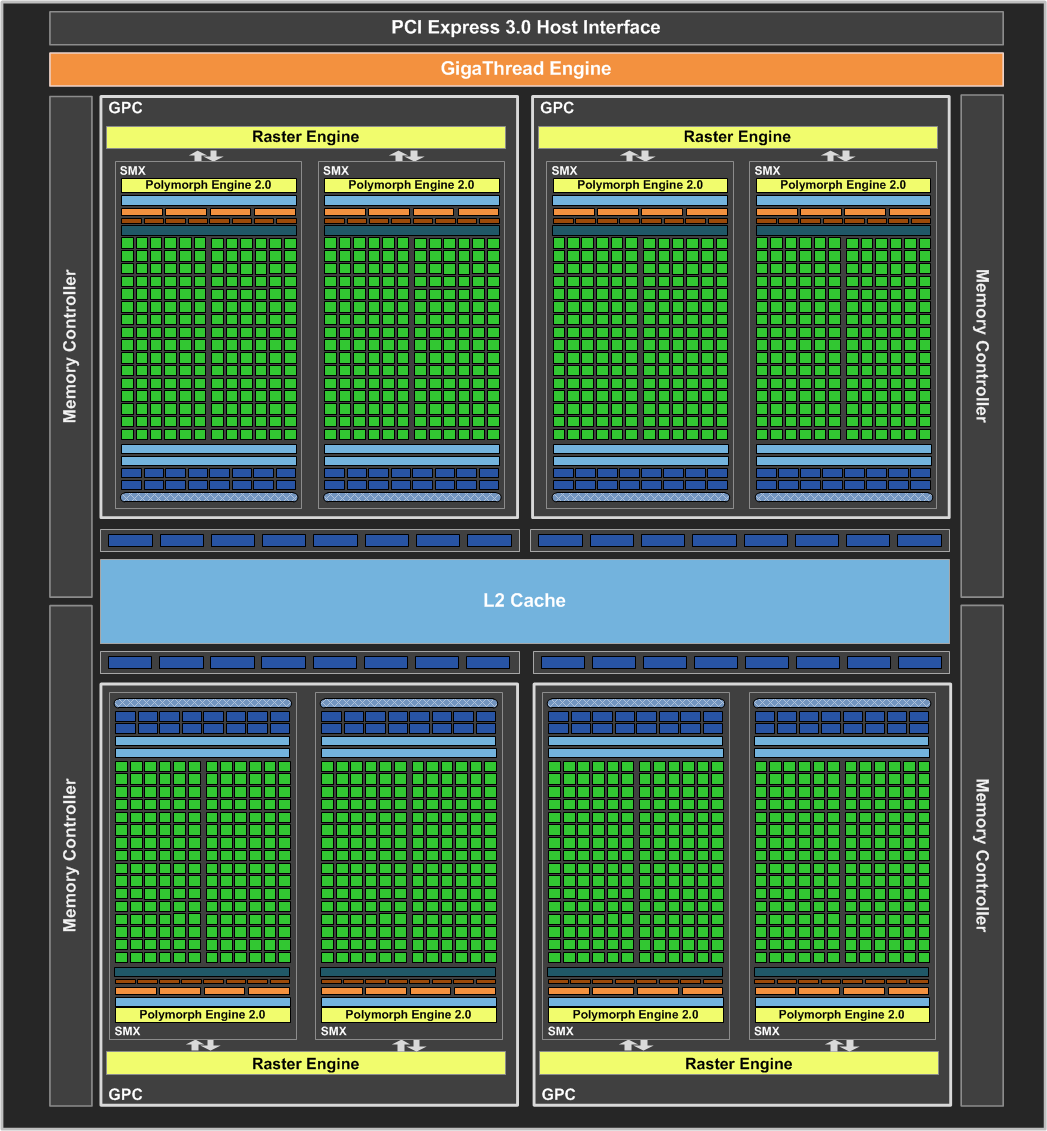 PCI Express 3.0 Host Interface
GigaThread Engine
Memory Controller
GPC
Raster Engine
SMX
Polymorph Engine 2.0
SMX
Polymorph Engine 2.0
GPC
Raster Engine
SMX
Polymorph Engine 2.0
SMX
Polymorph Engine 2.0
Memory Controller
L2 Cache
Memory Controller
Polymorph Engine 2.0
SMX
Polymorph Engine 2.0
SMX
Raster Engine
GPC
Polymorph Engine 2.0
SMX
Polymorph Engine 2.0
SMX
Raster Engine
GPC
Memory Controller